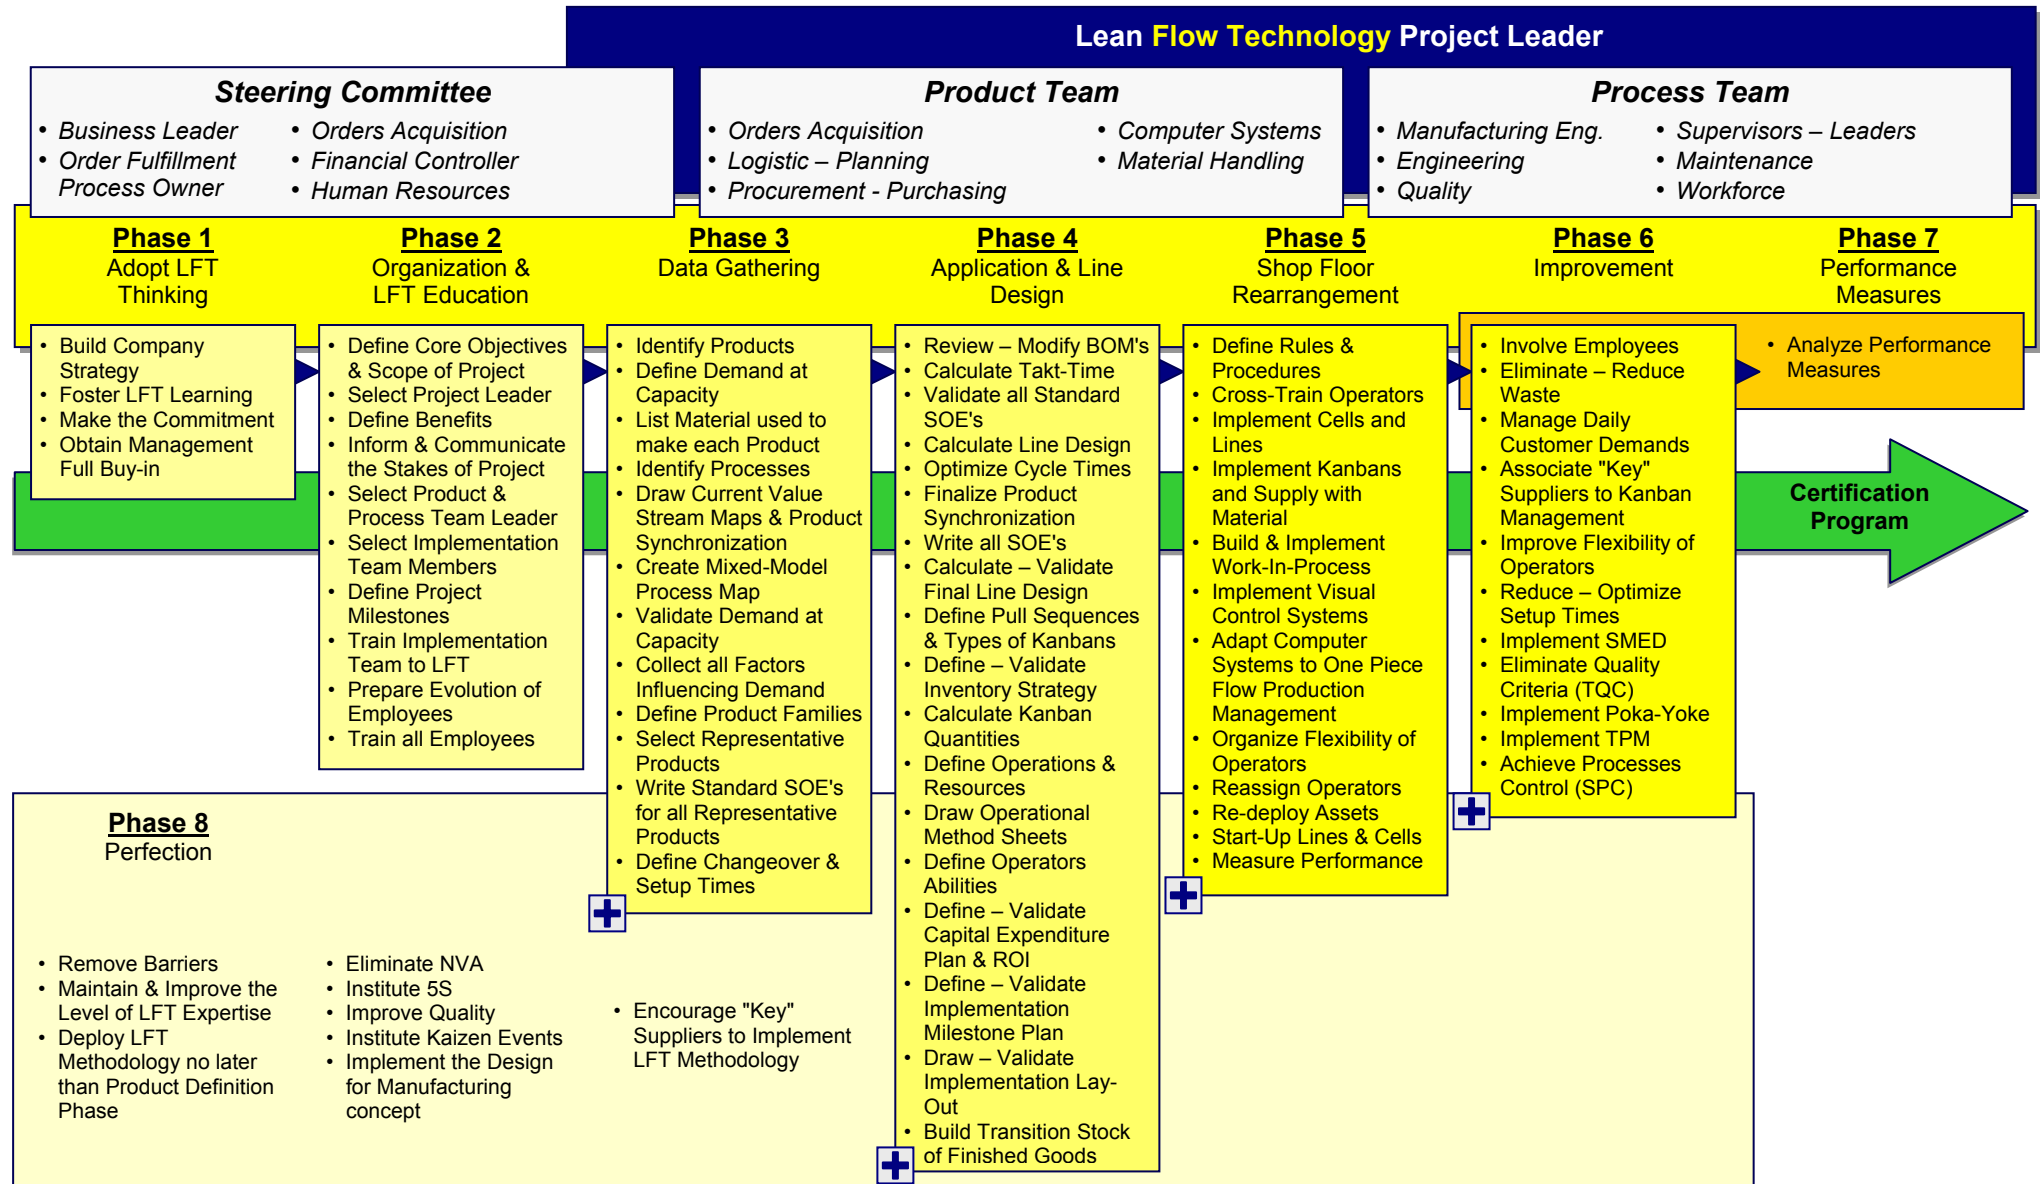 Lean Flow Technology Project Leader
Steering Committee
• Business Leader
• Order Fulfillment
Process Owner
• Orders Acquisition
• Financial Controller
• Human Resources
Product Team
• Orders Acquisition
• Logistic – Planning
• Procurement - Purchasing
• Computer Systems
• Material Handling
Process Team
• Manufacturing Eng.
• Engineering
• Quality
• Supervisors – Leaders
• Maintenance
• Workforce
Phase 1
Adopt LFT
Thinking
Phase 2
Organization &
LFT Education
Phase 3
Data Gathering
Phase 4
Application & Line
Design
Phase 5
Shop Floor
Rearrangement
Phase 6
Improvement
Phase 7
Performance
Measures
• Build Company
Strategy
• Foster LFT Learning
• Make the Commitment
• Obtain Management
Full Buy-in
• Define Core Objectives
& Scope of Project
• Select Project Leader
• Define Benefits
• Inform & Communicate
the Stakes of Project
• Select Product &
Process Team Leader
• Select Implementation
Team Members
• Define Project
Milestones
• Train Implementation
Team to LFT
• Prepare Evolution of
Employees
• Train all Employees
• Identify Products
• Define Demand at
Capacity
• List Material used to
make each Product
• Identify Processes
• Draw Current Value
Stream Maps & Product
Synchronization
• Create Mixed-Model
Process Map
• Validate Demand at
Capacity
• Collect all Factors
Influencing Demand
• Define Product Families
• Select Representative
Products
• Write Standard SOE's
for all Representative
Products
• Define Changeover &
Setup Times
• Review – Modify BOM's
• Calculate Takt-Time
• Validate all Standard
SOE's
• Calculate Line Design
• Optimize Cycle Times
• Finalize Product
Synchronization
• Write all SOE's
• Calculate – Validate
Final Line Design
• Define Pull Sequences
& Types of Kanbans
• Define – Validate
Inventory Strategy
• Calculate Kanban
Quantities
• Define Operations &
Resources
• Draw Operational
Method Sheets
• Define Operators
Abilities
• Define – Validate
Capital Expenditure
Plan & ROI
• Define – Validate
Implementation
Milestone Plan
• Draw – Validate
Implementation Lay-
Out
• Build Transition Stock
of Finished Goods
• Define Rules &
Procedures
• Cross-Train Operators
• Implement Cells and
Lines
• Implement Kanbans
and Supply with
Material
• Build & Implement
Work-In-Process
• Implement Visual
Control Systems
• Adapt Computer
Systems to One Piece
Flow Production
Management
• Organize Flexibility of
Operators
• Reassign Operators
• Re-deploy Assets
• Start-Up Lines & Cells
• Measure Performance
• Involve Employees
• Eliminate – Reduce
Waste
• Manage Daily
Customer Demands
• Associate "Key"
Suppliers to Kanban
Management
• Improve Flexibility of
Operators
• Reduce – Optimize
Setup Times
• Implement SMED
• Eliminate Quality
Criteria (TQC)
• Implement Poka-Yoke
• Implement TPM
• Achieve Processes
Control (SPC)
• Analyze Performance
Measures
Certification
Program
Phase 8
Perfection
• Remove Barriers
• Maintain & Improve the
Level of LFT Expertise
• Deploy LFT
Methodology no later
than Product Definition
Phase
• Eliminate NVA
• Institute 5S
• Improve Quality
• Institute Kaizen Events
• Implement the Design
for Manufacturing
concept
• Encourage "Key"
Suppliers to Implement
LFT Methodology